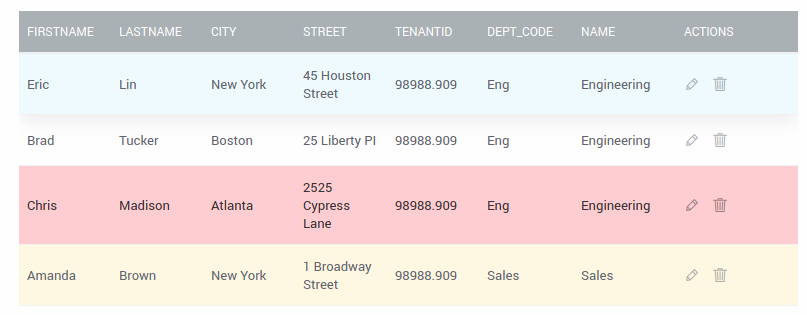 FIRSTNAME LASTNAME CITY STREET TENANTID DEPT_CODE NAME ACTIONS
Eric Lin New York 45 Houston Street 98988.909 Eng Engineering
Brad Tucker Boston 25 Liberty Pl 98988.909 Eng Engineering
Chris Madison Atlanta 2525 Cypress Lane 98988.909 Eng Engineering
Amanda Brown New York 1 Broadway Street 98988.909 Sales Sales